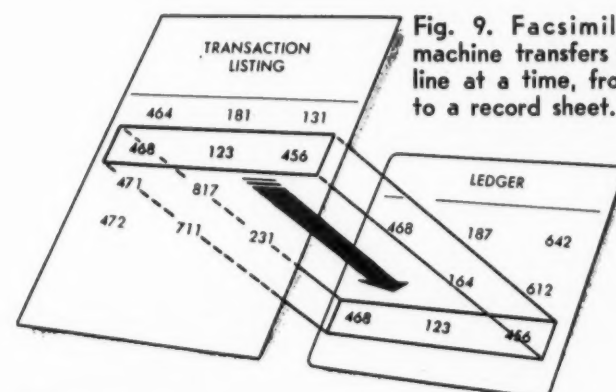 Fig. 9. Facsimil
machine transfers
line at a time, fro
to a record sheet.
TRANSACTION
LISTING
464 181 131
468 123 456
471 817 231
472 711
LEDGER
468 187 642
164 612
468 123 456